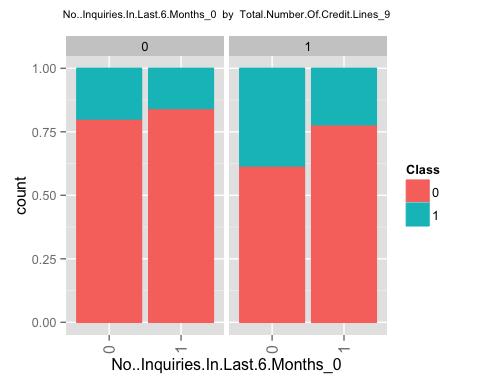 No..Inquiries.In.Last.6.Months_0 by Total.Number.Of.Credit.Lines_9
0 1
1.00
0.75
0.50
0.25
0.00
count
0 1 0 1
No..Inquiries.In.Last.6.Months_0
Class
0
1